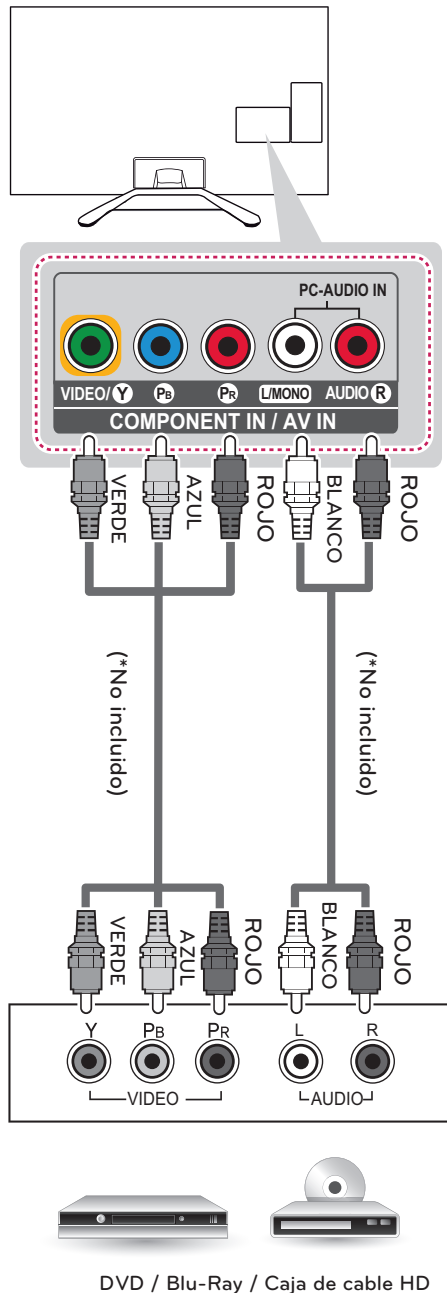 PC-AUDIO IN
VIDEO/ Y PB PR L/MONO AUDIO R
COMPONENT IN / AV IN
VERDE AZUL ROJO BLANCO ROJO
(*No incluido) (*No incluido)
VERDE AZUL ROJO BLANCO ROJO
Y PB PR L R
VIDEO AUDIO
DVD / Blu-Ray / Caja de cable HD